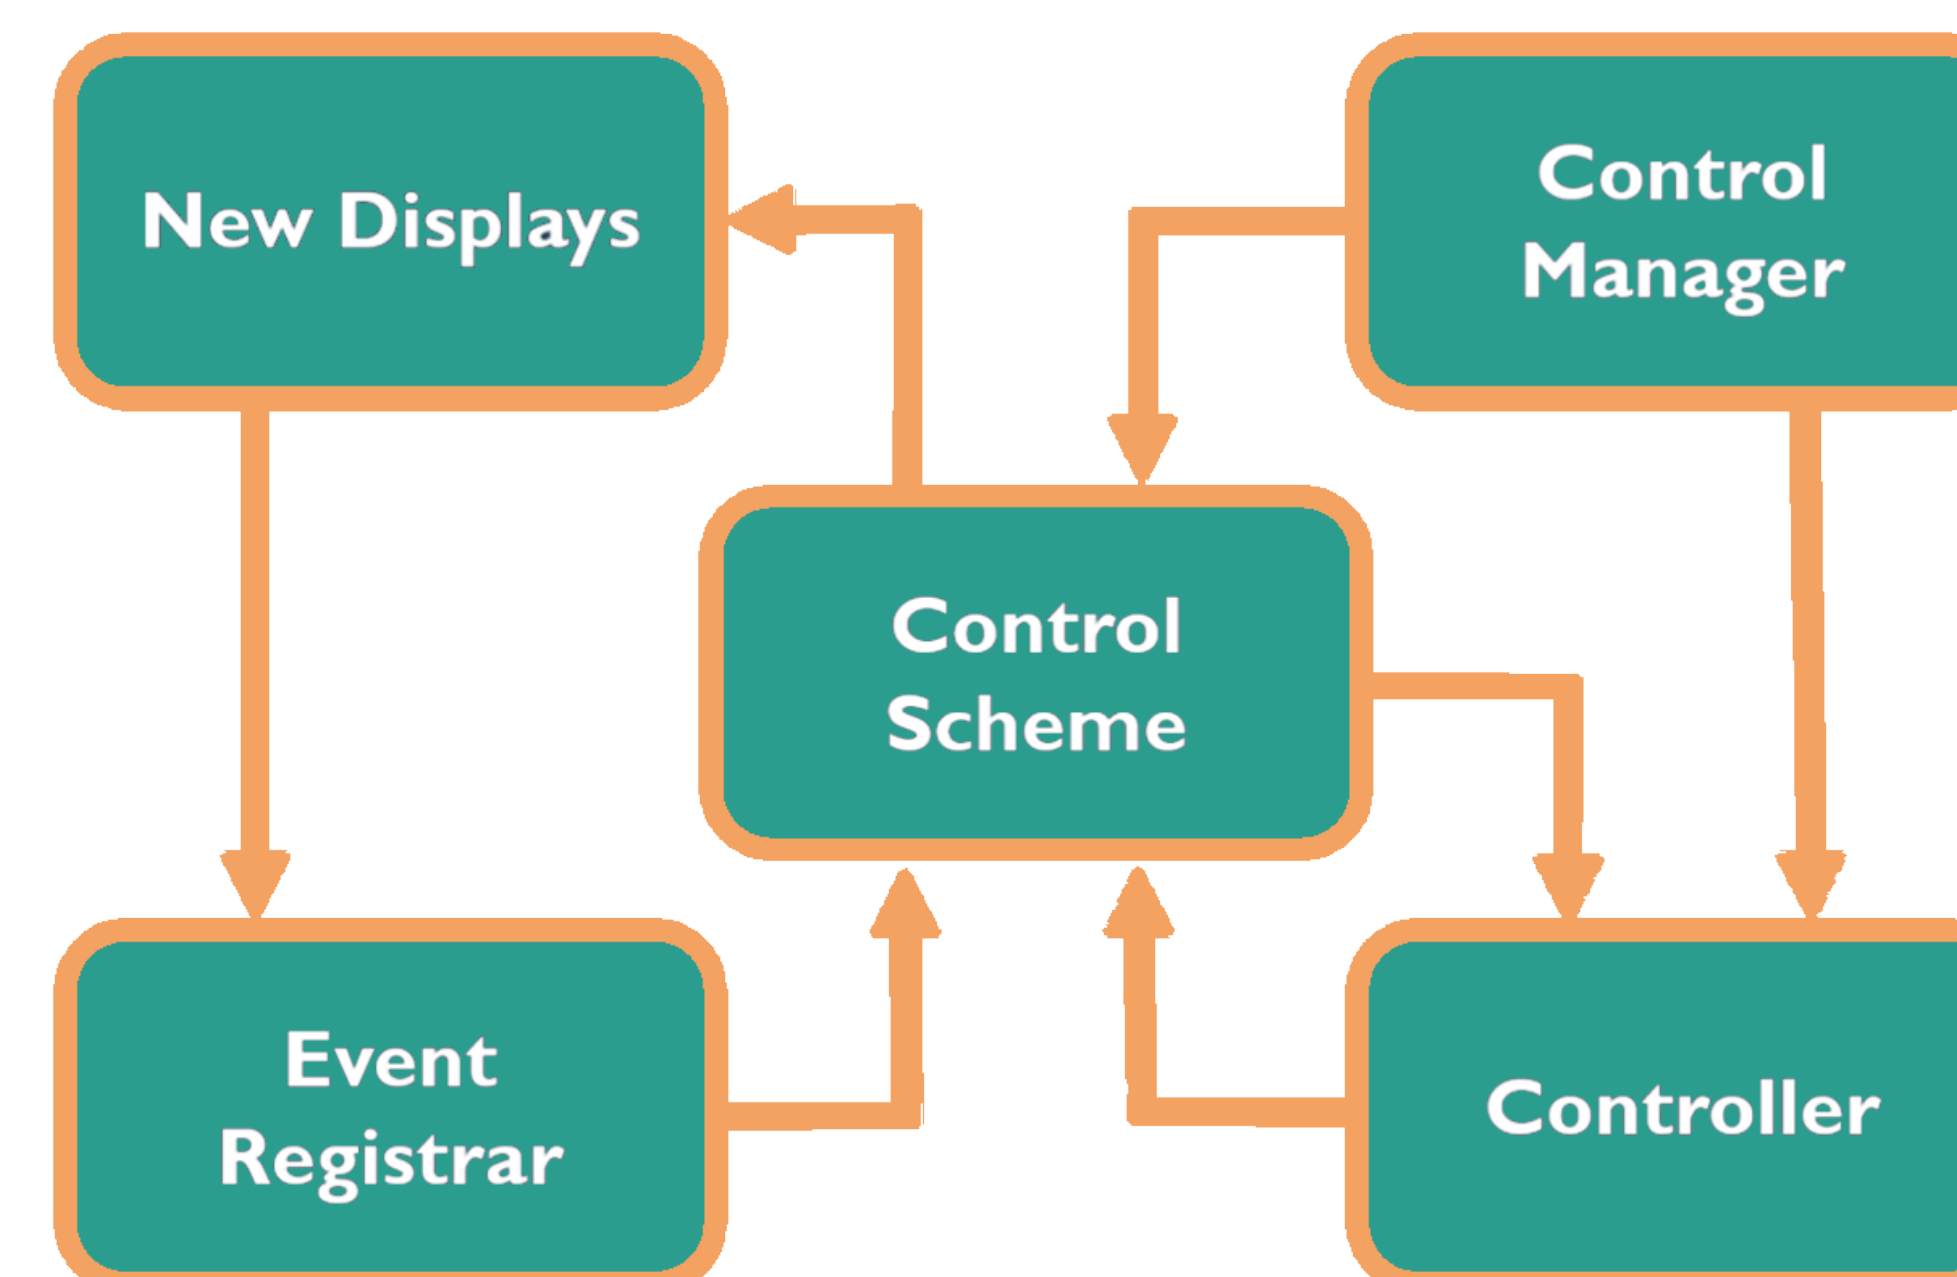 New Displays
Control
Manager
Control
Scheme
Event
Registrar
Controller